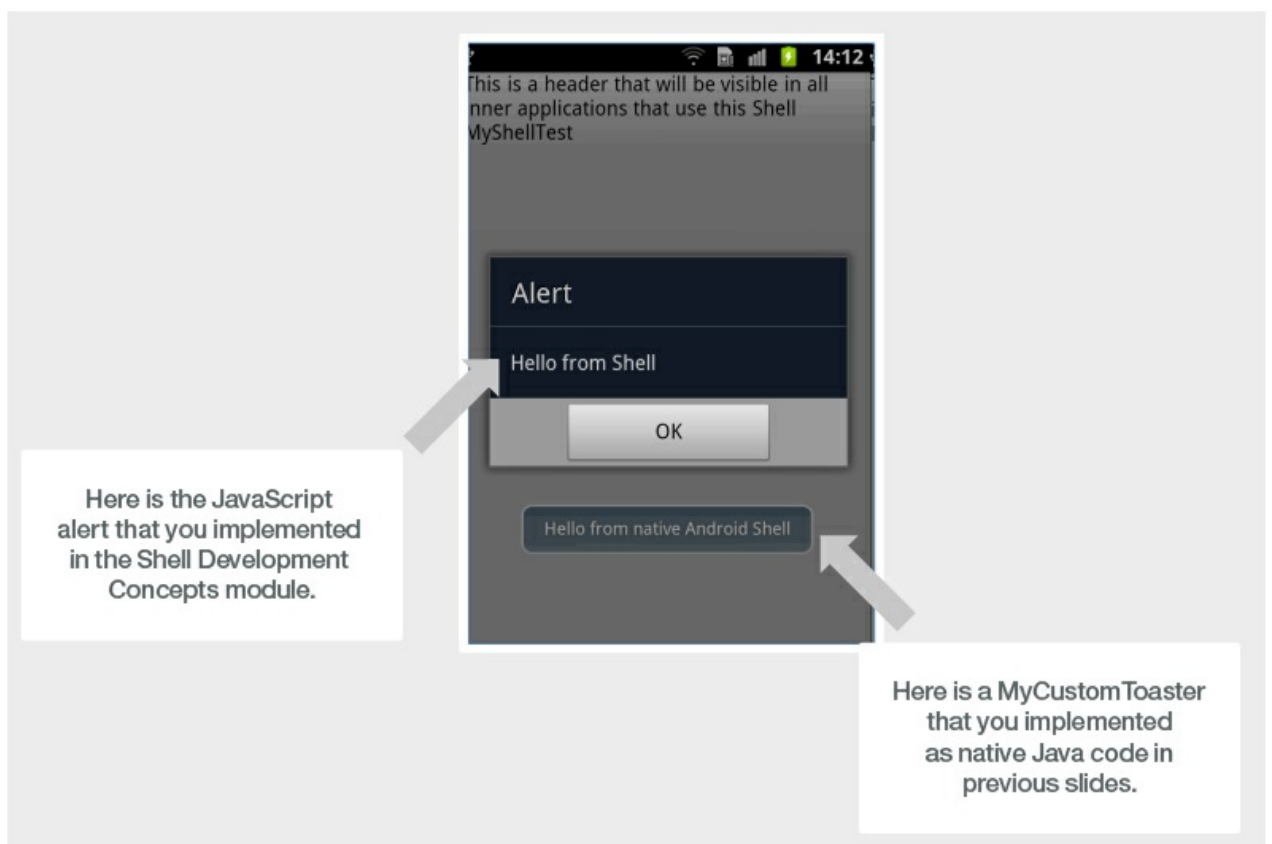 14:12
This is a header that will be visible in all
inner applications that use this Shell
MyShellTest
Alert
Hello from Shell
OK
Hello from native Android Shell
Here is the JavaScript
alert that you implemented
in the Shell Development
Concepts module.
Here is a MyCustomToaster
that you implemented
as native Java code in
previous slides.